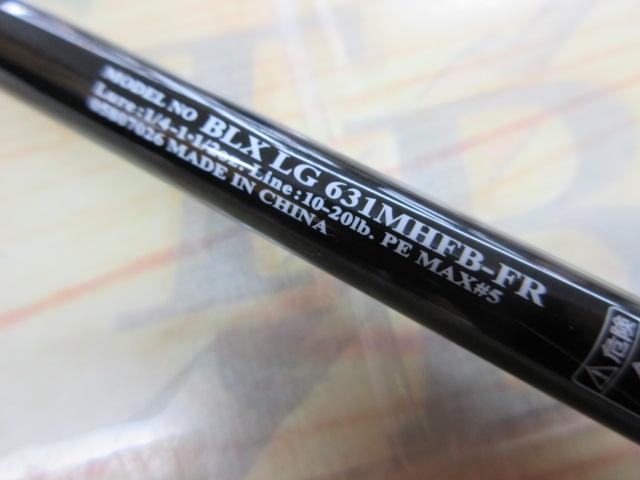 MODEL NO BLX LG 631MHFB-FR
Lure:1/4-1·1/2oz. Line:10-20lb. PE MAX#5
MADE IN CHINA
危険